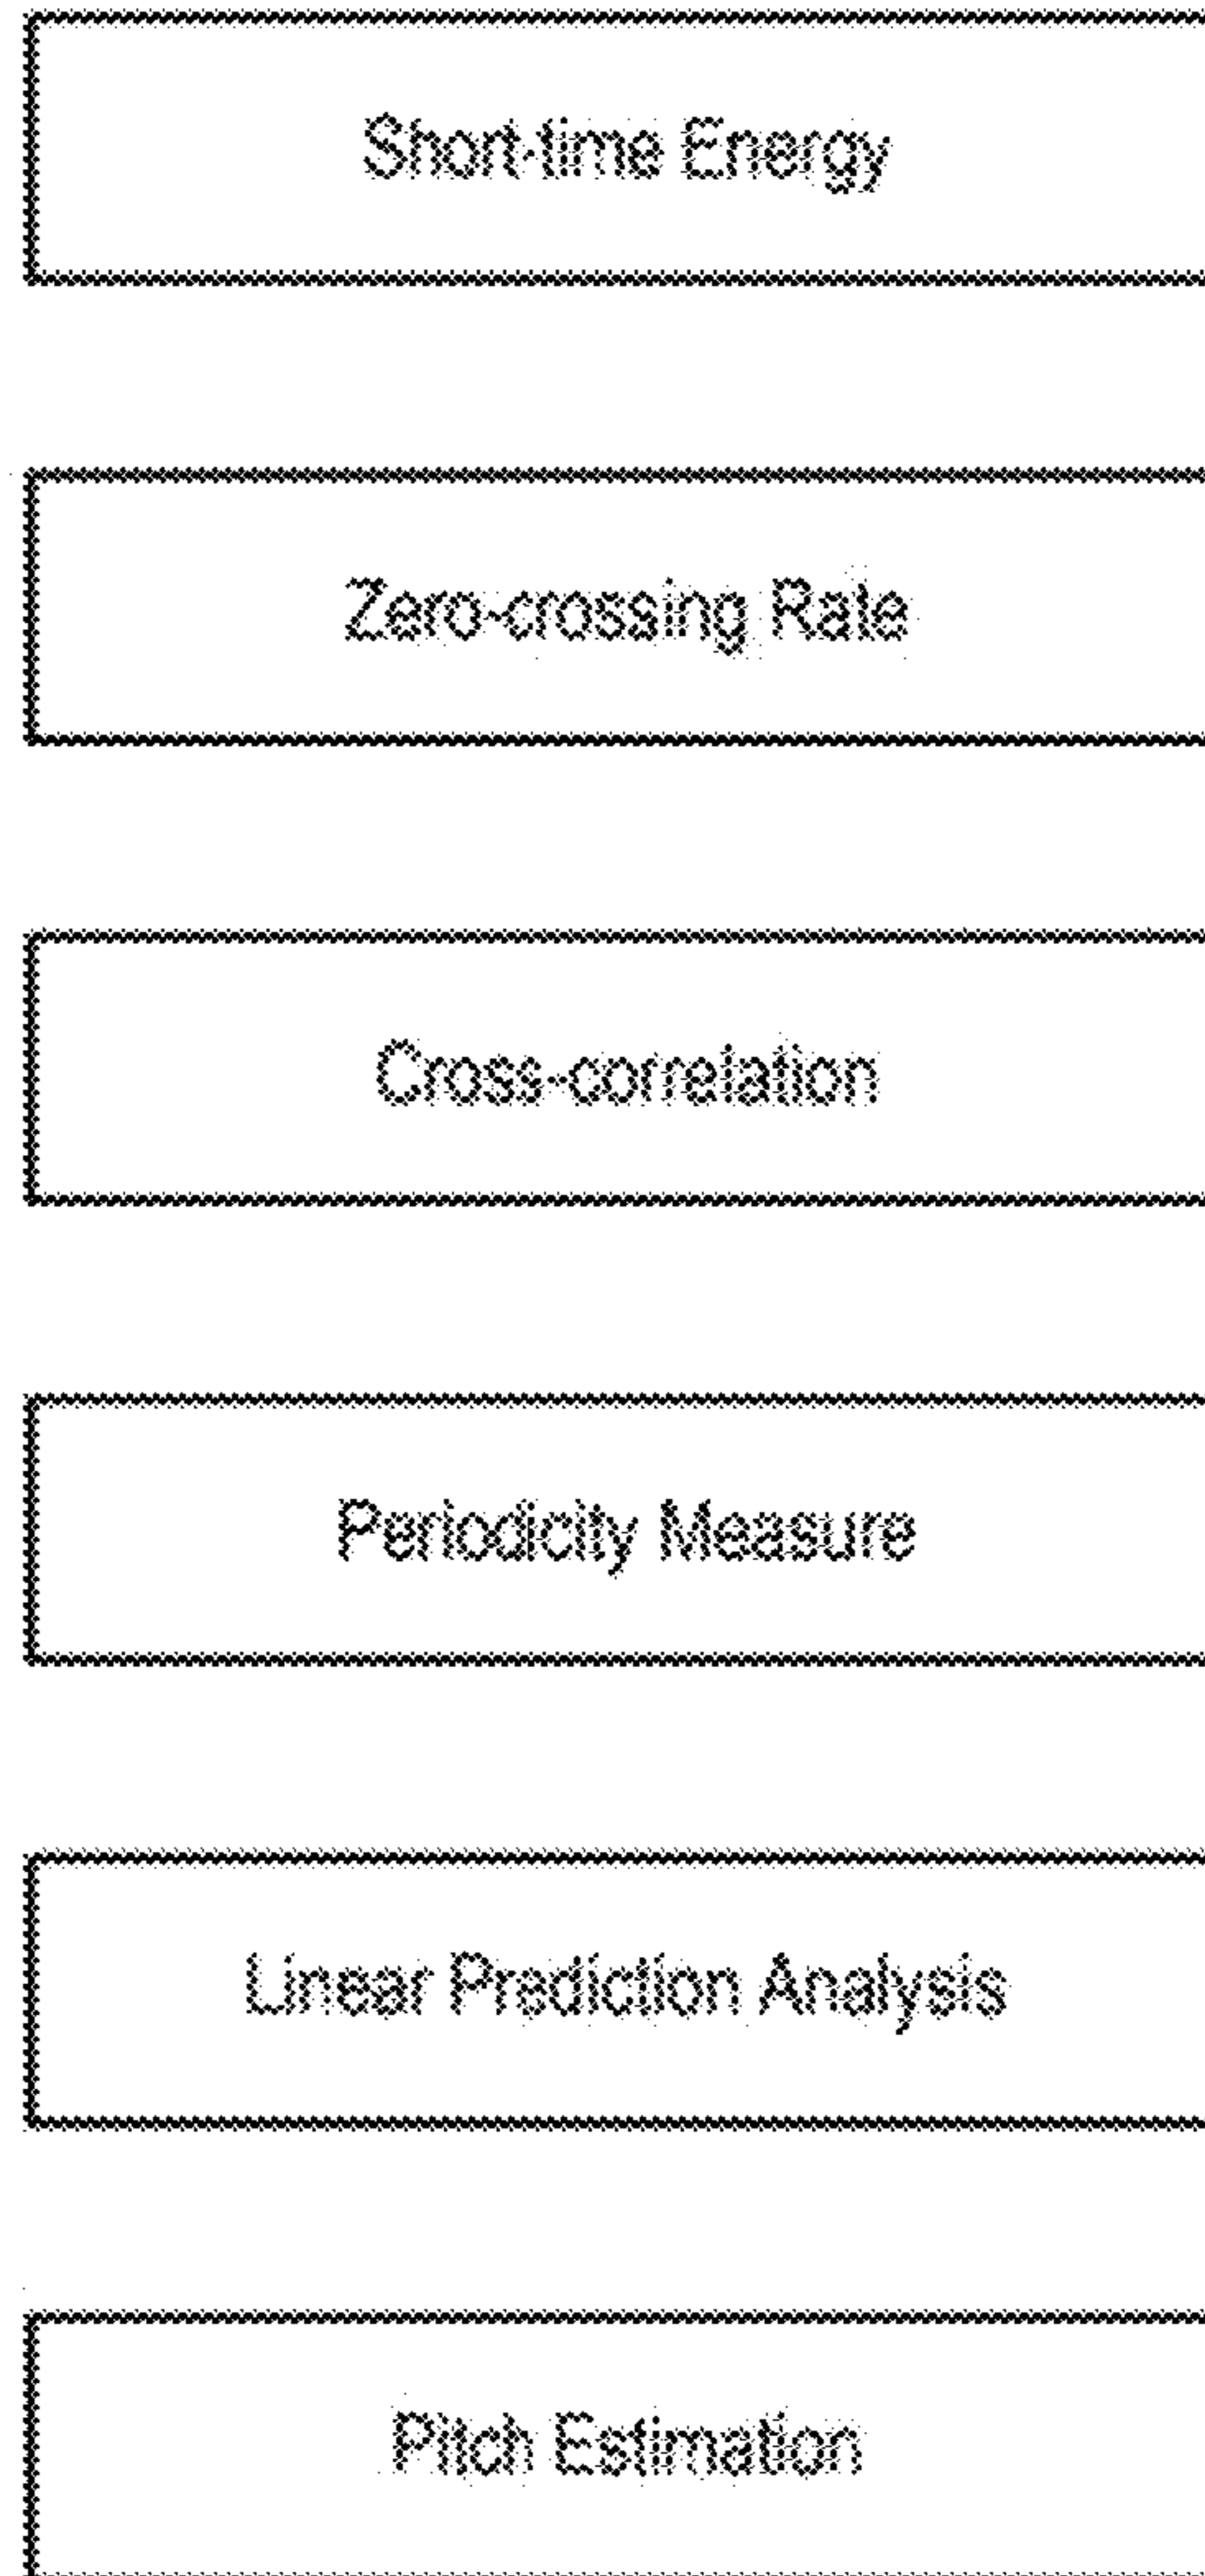 Short-time Energy
Zero-crossing Rate
Cross-correlation
Periodicity Measure
Linear Prediction Analysis
Pitch Estimation